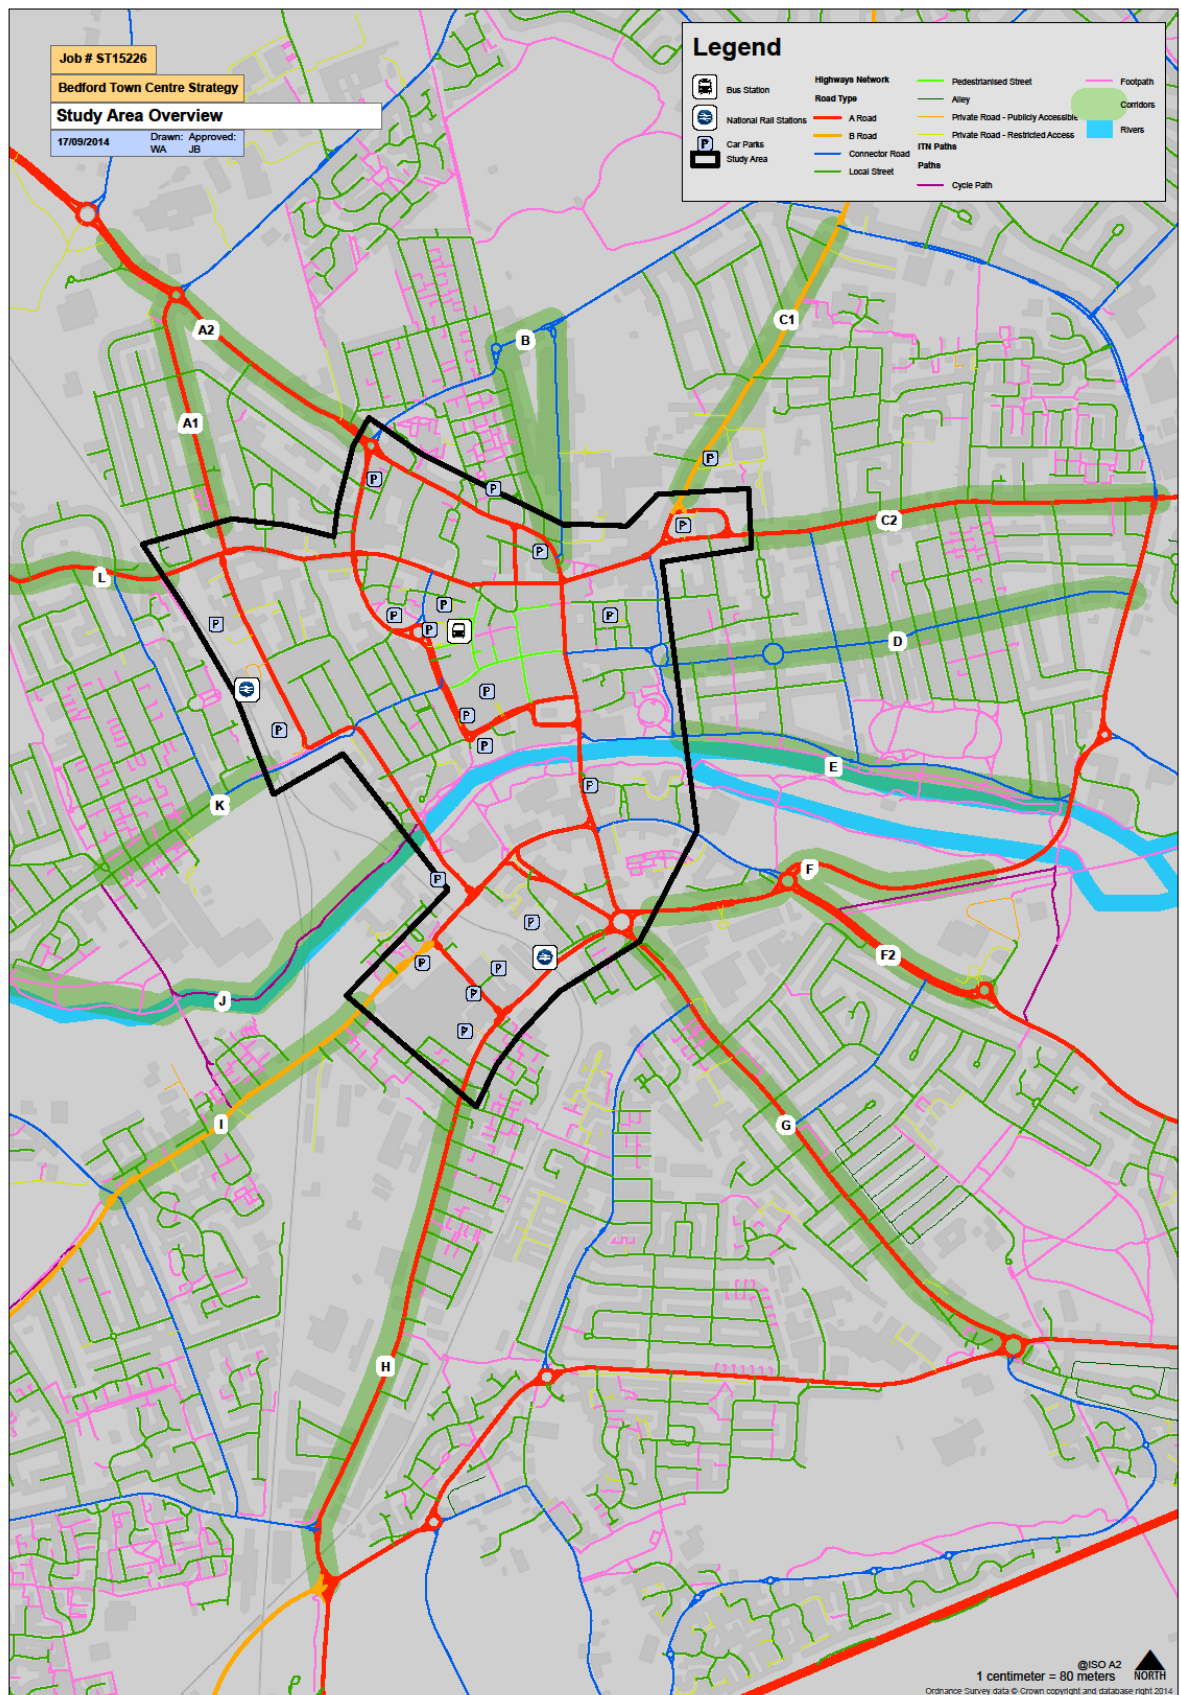 Job # ST15226
Bedford Town Centre Strategy
Study Area Overview
17/09/2014
Drawn: Approved:
WA JB
Legend
Bus Station
National Rail Stations
Car Parks
Study Area
Highways Network
Road Type
A Road
B Road
Connector Road
Local Street
Pedestrianised Street
Alley
Private Road - Publicly Accessible
Private Road - Restricted Access
ITN Paths
Paths
Cycle Path
Footpath
Corridors
Rivers
A2
B
C1
A1
P
P
P
C2
P
P
L
P
P
P
P
P
P
D
P
P
P
P
E
P
K
P
F
P
F2
P
P
J
P
P
I
G
H
@ISO A2
1 centimeter = 80 meters
NORTH
Ordnance Survey data © Crown copyright and database right 2014